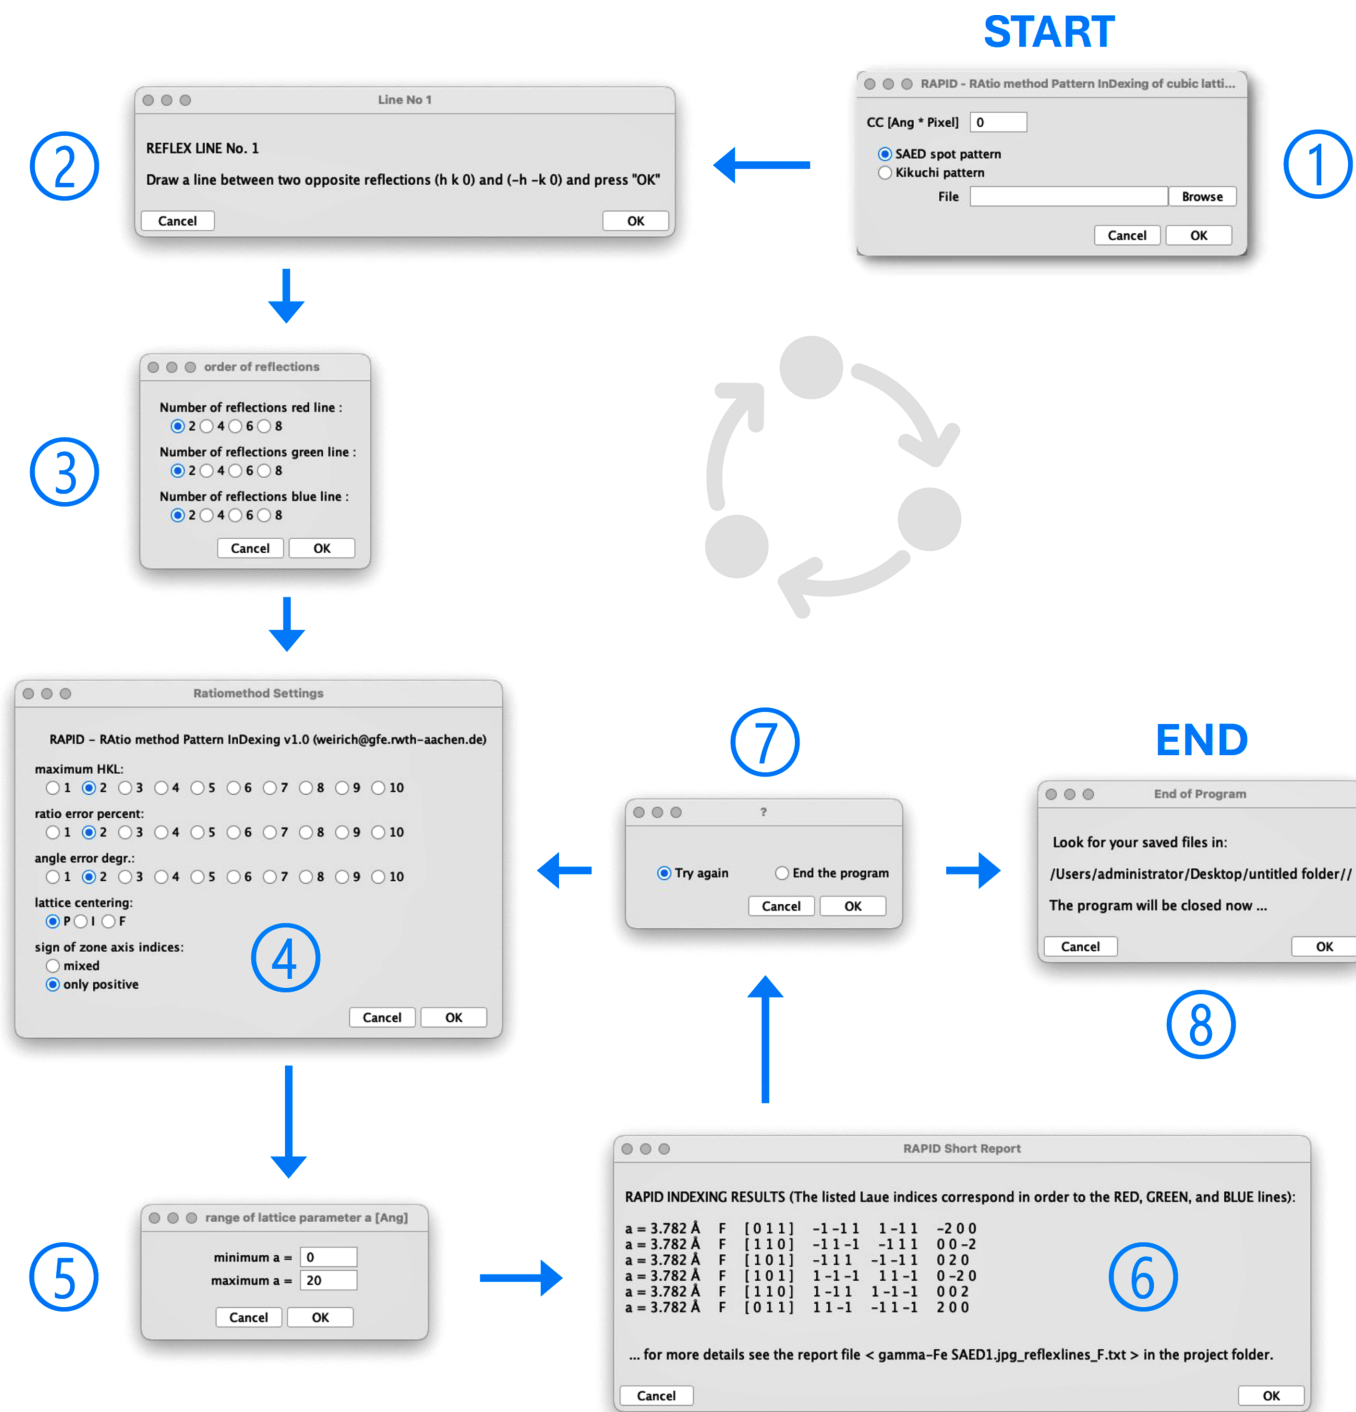 START
RAPID - RAtio method Pattern InDexing of cubic latti...
CC [Ang * Pixel] 0
SAED spot pattern
Kikuchi pattern
File Browse
Cancel OK
1
Line No 1
REFLEX LINE No. 1
Draw a line between two opposite reflections (h k 0) and (-h -k 0) and press "OK"
Cancel OK
2
order of reflections
Number of reflections red line :
2 4 6 8
Number of reflections green line :
2 4 6 8
Number of reflections blue line :
2 4 6 8
Cancel OK
3
Ratiomethod Settings
RAPID - RAtio method Pattern InDexing v1.0 (weirich@gfe.rwth-aachen.de)
maximum HKL:
1 2 3 4 5 6 7 8 9 10
ratio error percent:
1 2 3 4 5 6 7 8 9 10
angle error degr.:
1 2 3 4 5 6 7 8 9 10
lattice centering:
P I F
sign of zone axis indices:
mixed
only positive
Cancel OK
4
range of lattice parameter a [Ang]
minimum a = 0
maximum a = 20
Cancel OK
5
RAPID Short Report
RAPID INDEXING RESULTS (The listed Laue indices correspond in order to the RED, GREEN, and BLUE lines):
a = 3.782 Å F [ 0 1 1 ] -1 -1 1 1 -1 1 -2 0 0
a = 3.782 Å F [ 1 1 0 ] -1 1 -1 -1 1 1 0 0 -2
a = 3.782 Å F [ 1 0 1 ] -1 1 1 -1 -1 1 0 2 0
a = 3.782 Å F [ 1 0 1 ] 1 -1 -1 1 1 -1 0 -2 0
a = 3.782 Å F [ 1 1 0 ] 1 -1 1 1 -1 -1 0 0 2
a = 3.782 Å F [ 0 1 1 ] 1 1 -1 -1 1 -1 2 0 0
... for more details see the report file < gamma-Fe SAED1.jpg_reflexlines_F.txt > in the project folder.
Cancel OK
6
7
?
Try again End the program
Cancel OK
END
End of Program
Look for your saved files in:
/Users/administrator/Desktop/untitled folder//
The program will be closed now ...
Cancel OK
8